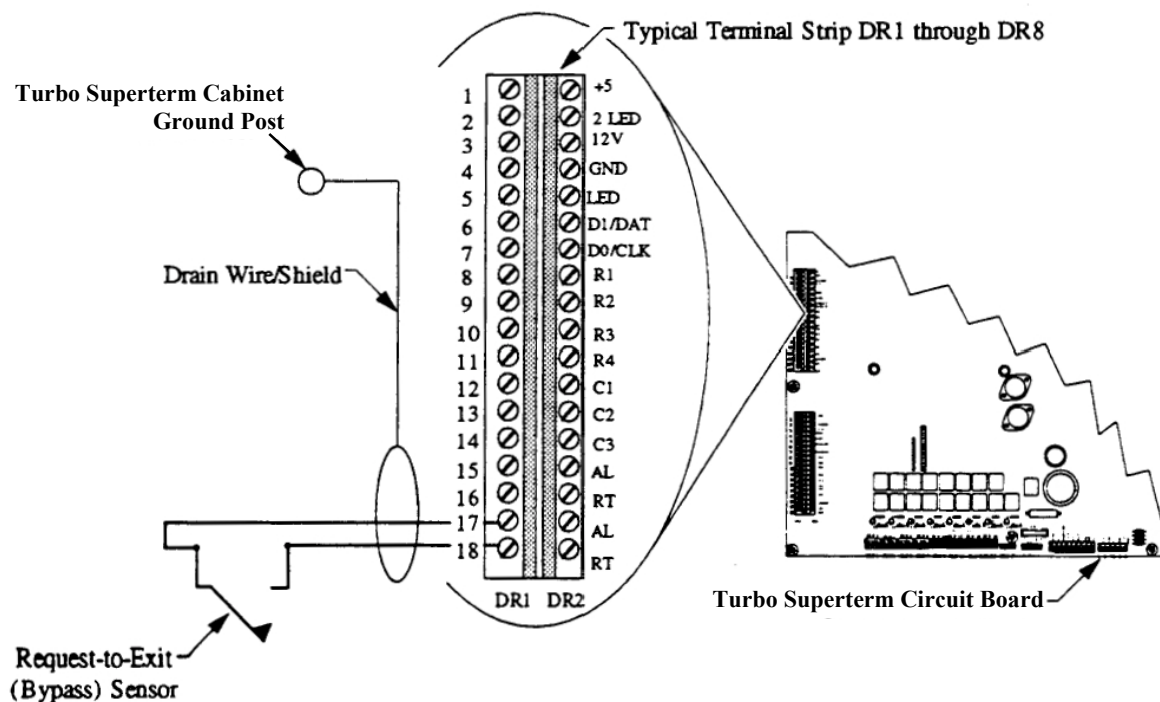 Typical Terminal Strip DR1 through DR8
Turbo Superterm Cabinet
Ground Post
Drain Wire/Shield
1 +5
2 2 LED
3 12V
4 GND
5 LED
6 D1/DAT
7 D0/CLK
8 R1
9 R2
10 R3
11 R4
12 C1
13 C2
14 C3
15 AL
16 RT
17 AL
18 RT
DR1 DR2
Turbo Superterm Circuit Board
Request-to-Exit
(Bypass) Sensor